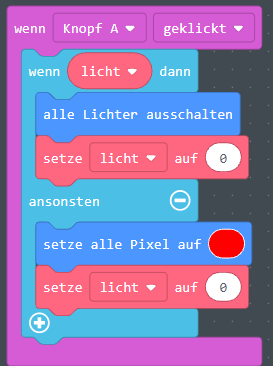 wenn Knopf A geklickt
wenn licht dann
alle Lichter ausschalten
setze licht auf 0
ansonsten
setze alle Pixel auf
setze licht auf 0